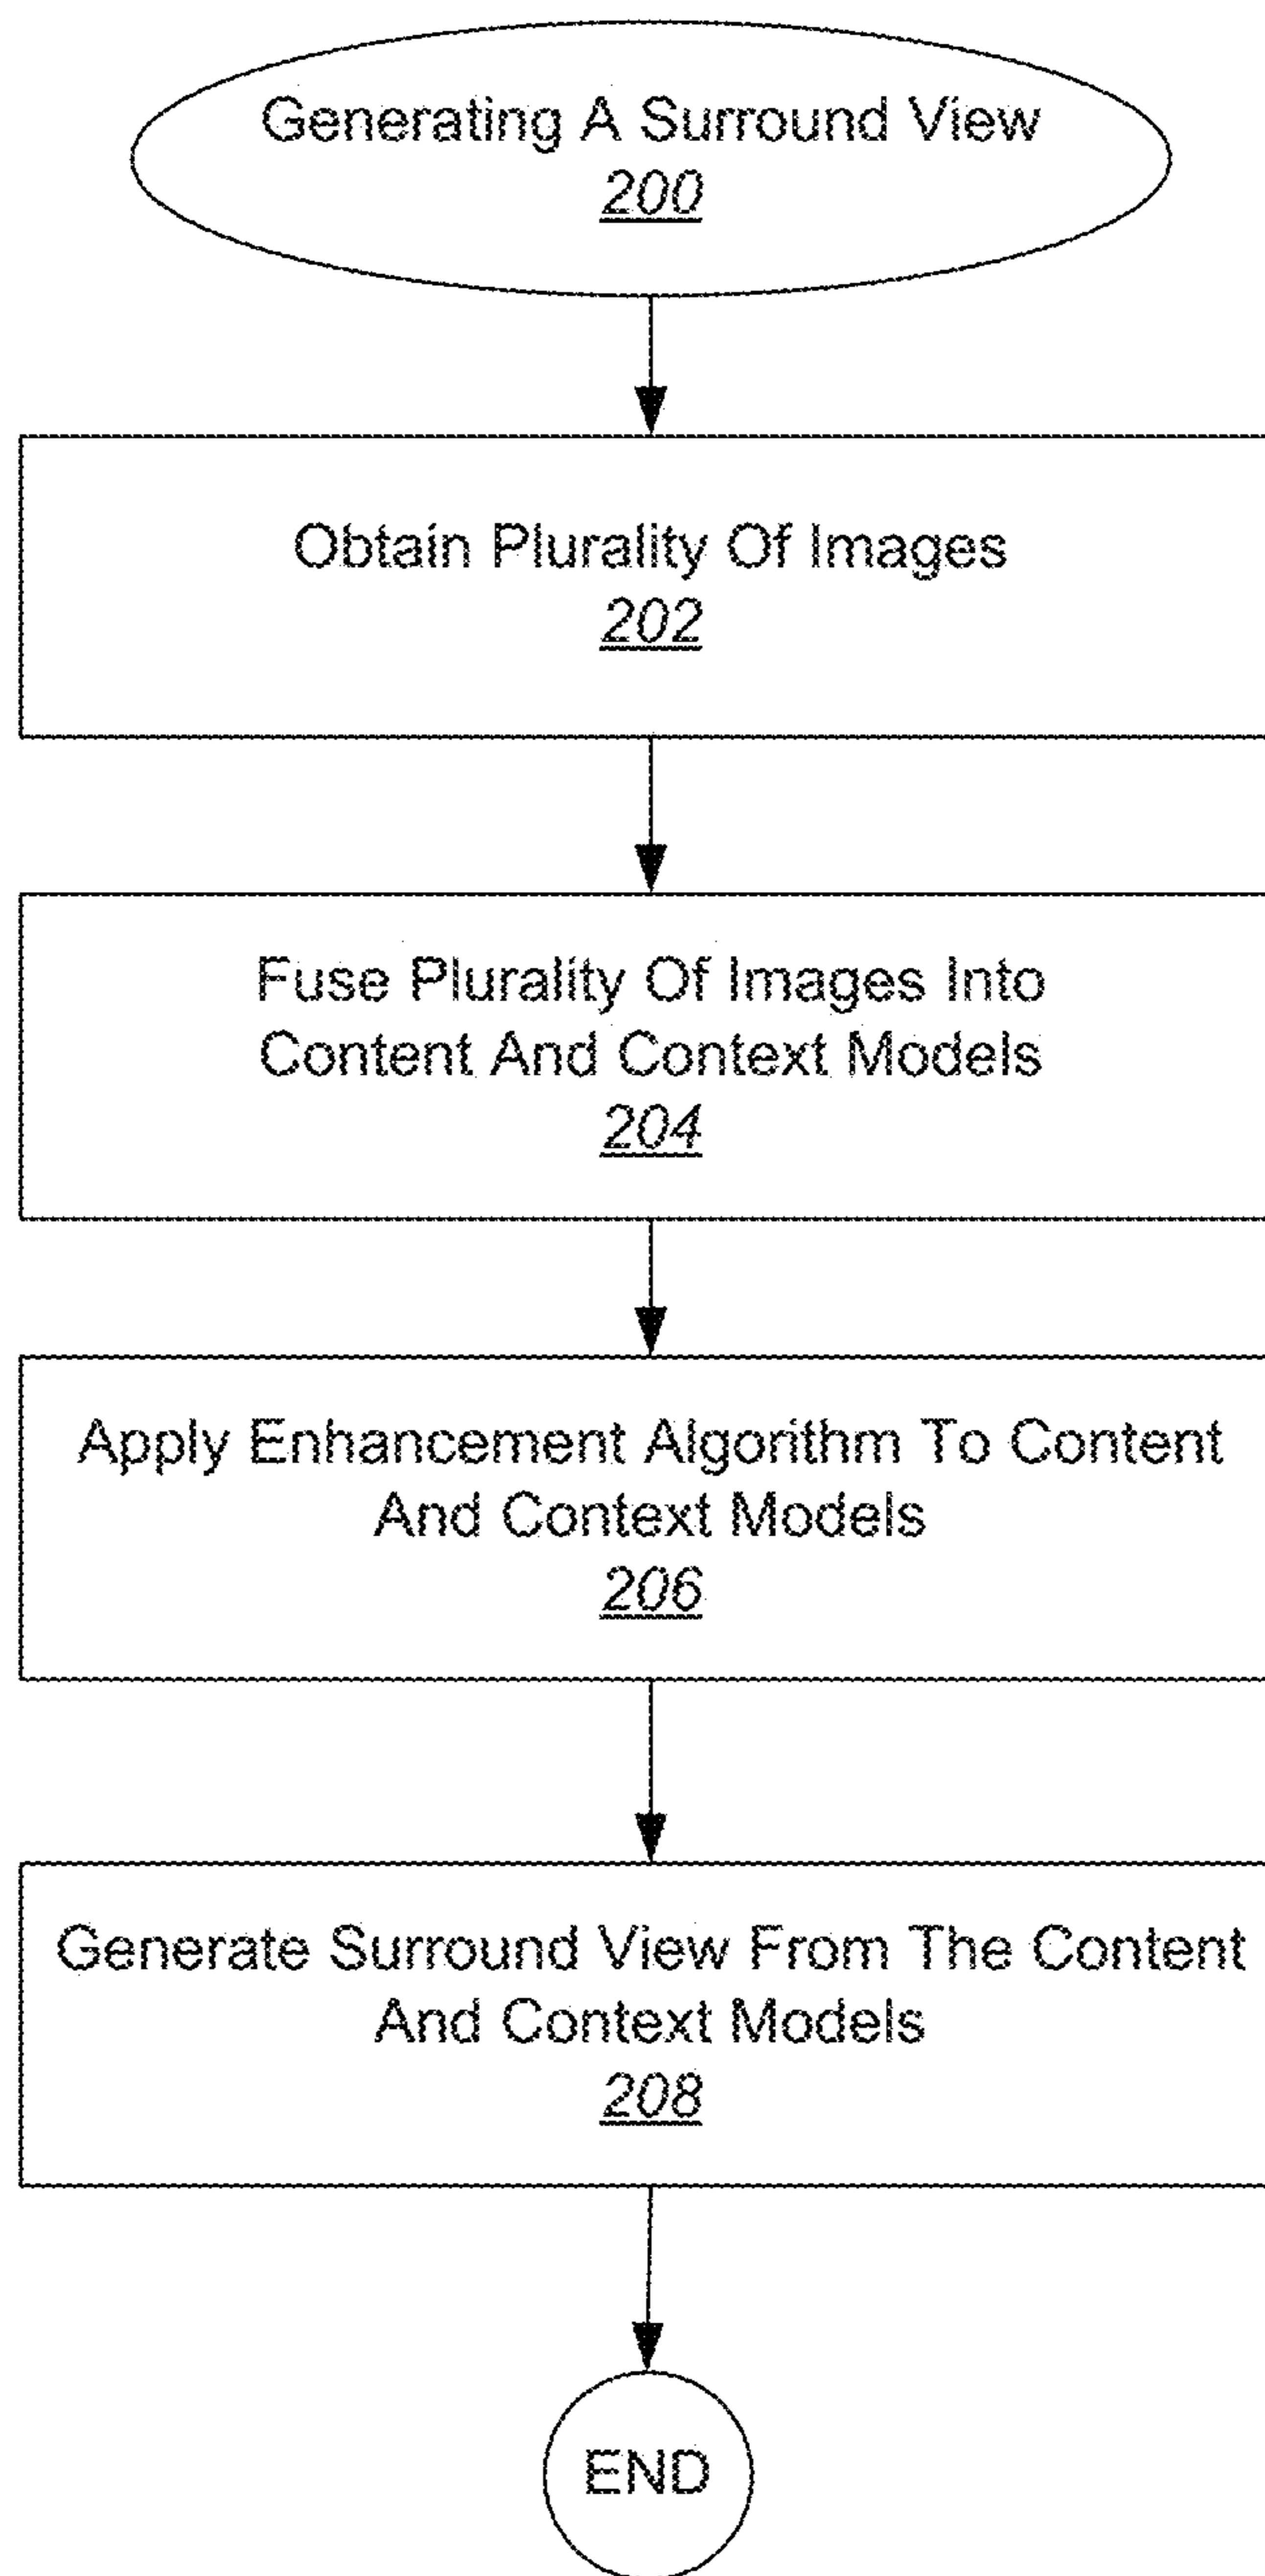 Generating A Surround View
200
Obtain Plurality Of Images
202
Fuse Plurality Of Images Into
Content And Context Models
204
Apply Enhancement Algorithm To Content
And Context Models
206
Generate Surround View From The Content
And Context Models
208
END